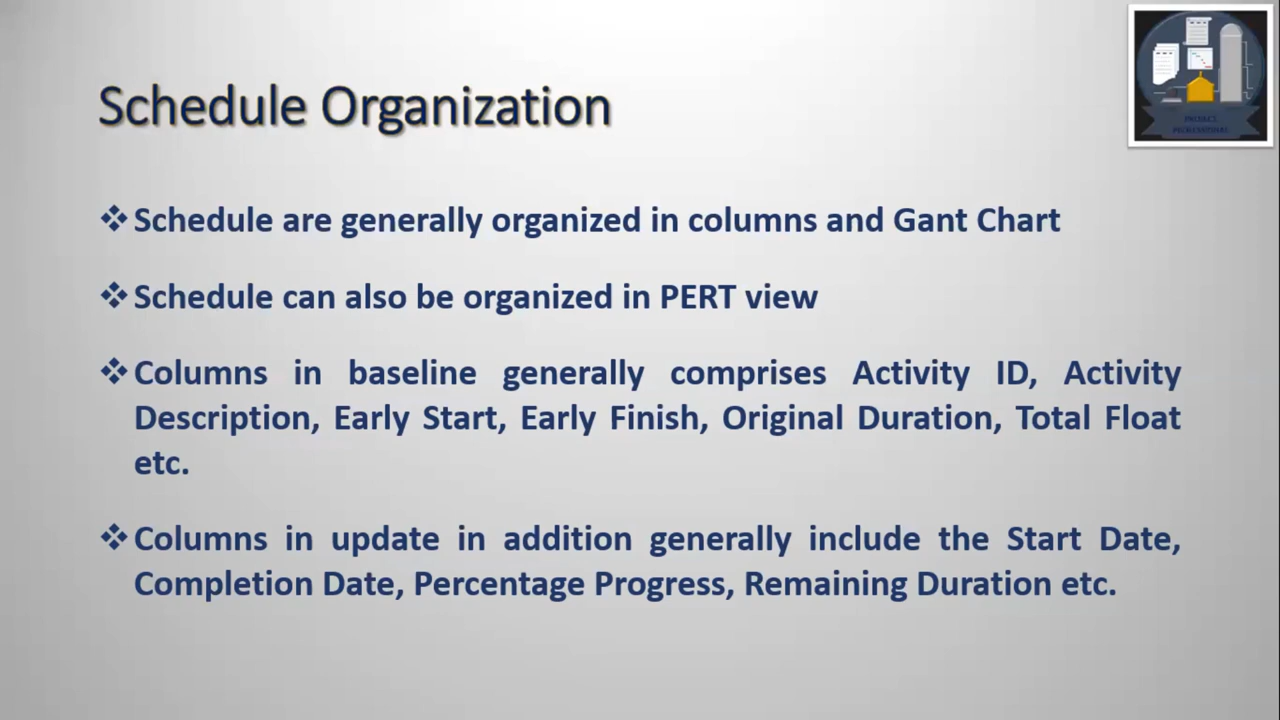 Schedule Organization
❖Schedule are generally organized in columns and Gant Chart
❖Schedule can also be organized in PERT view
❖Columns in baseline generally comprises Activity ID, Activity
Description, Early Start, Early Finish, Original Duration, Total Float
etc.
❖Columns in update in addition generally include the Start Date,
Completion Date, Percentage Progress, Remaining Duration etc.
PROJECT
PROFESSIONAL